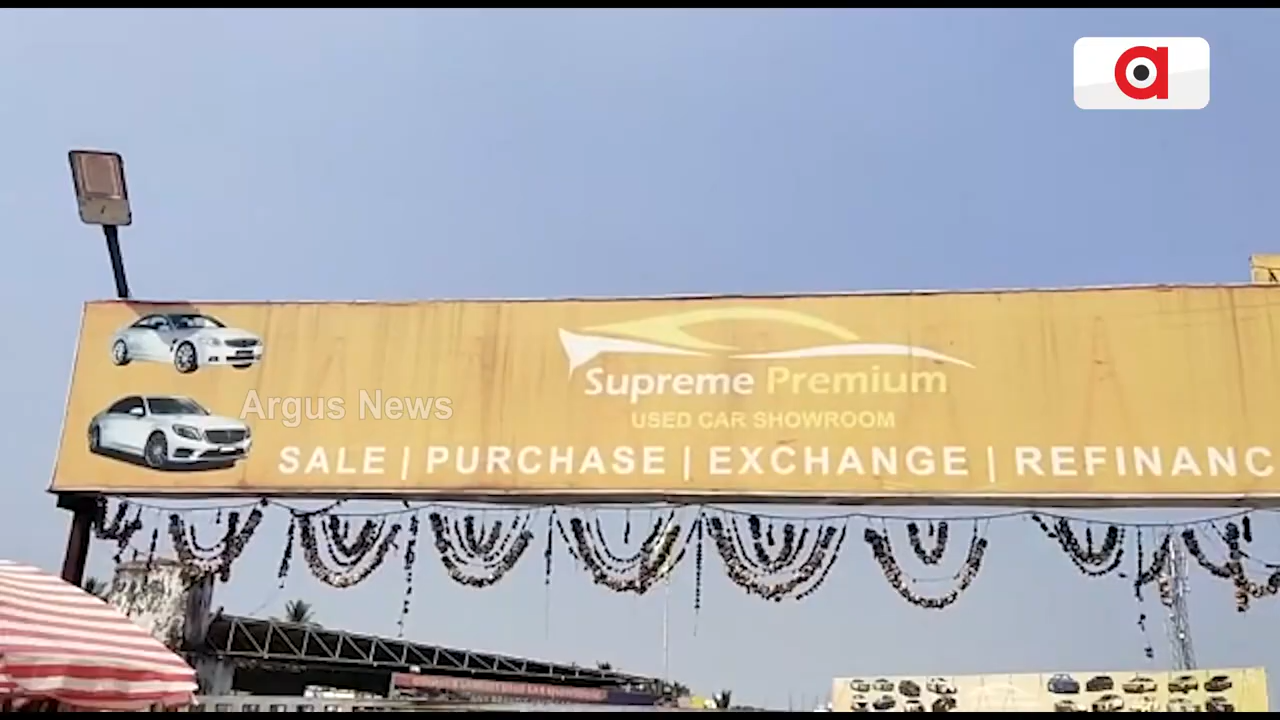 Supreme Premium
Argus News
USED CAR SHOWROOM
SALE | PURCHASE | EXCHANGE | REFINANC